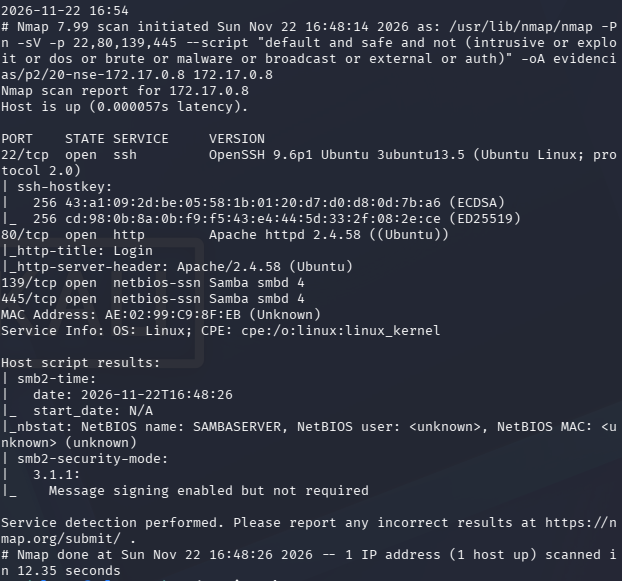 2026-11-22 16:54
# Nmap 7.99 scan initiated Sun Nov 22 16:48:14 2026 as: /usr/lib/nmap/nmap -P
n -sV -p 22,80,139,445 --script "default and safe and not (intrusive or explo
it or dos or brute or malware or broadcast or external or auth)" -oA evidenci
as/p2/20-nse-172.17.0.8 172.17.0.8
Nmap scan report for 172.17.0.8
Host is up (0.000057s latency).

PORT    STATE SERVICE     VERSION
22/tcp  open  ssh         OpenSSH 9.6p1 Ubuntu 3ubuntu13.5 (Ubuntu Linux; pro
tocol 2.0)
| ssh-hostkey:
|   256 43:a1:09:2d:be:05:58:1b:01:20:d7:d0:d8:0d:7b:a6 (ECDSA)
|_  256 cd:98:0b:8a:0b:f9:f5:43:e4:44:5d:33:2f:08:2e:ce (ED25519)
80/tcp  open  http        Apache httpd 2.4.58 ((Ubuntu))
|_http-title: Login
|_http-server-header: Apache/2.4.58 (Ubuntu)
139/tcp open  netbios-ssn Samba smbd 4
445/tcp open  netbios-ssn Samba smbd 4
MAC Address: AE:02:99:C9:8F:EB (Unknown)
Service Info: OS: Linux; CPE: cpe:/o:linux:linux_kernel

Host script results:
| smb2-time:
|   date: 2026-11-22T16:48:26
|_  start_date: N/A
|_nbstat: NetBIOS name: SAMBASERVER, NetBIOS user: <unknown>, NetBIOS MAC: <u
nknown> (unknown)
| smb2-security-mode:
|   3.1.1:
|_    Message signing enabled but not required

Service detection performed. Please report any incorrect results at https://n
map.org/submit/ .
# Nmap done at Sun Nov 22 16:48:26 2026 -- 1 IP address (1 host up) scanned i
n 12.35 seconds